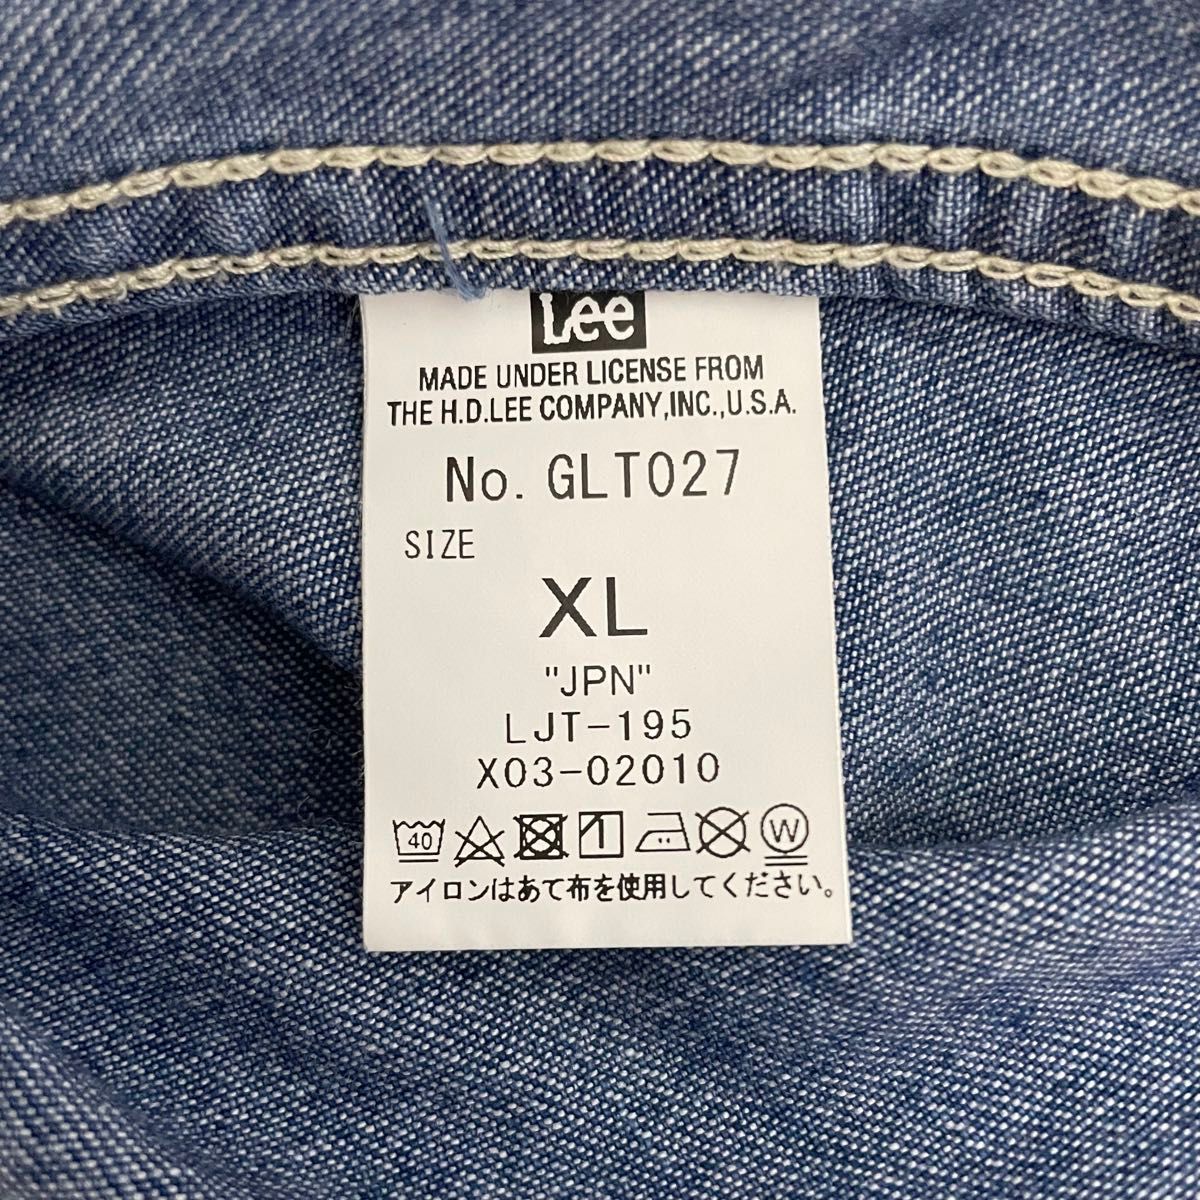 Lee
MADE UNDER LICENSE FROM
THE H.D.LEE COMPANY,INC.,U.S.A.
No. GLT027
SIZE
XL
"JPN"
LJT-195
X03-02010
40 W
アイロンはあて布を使用してください。